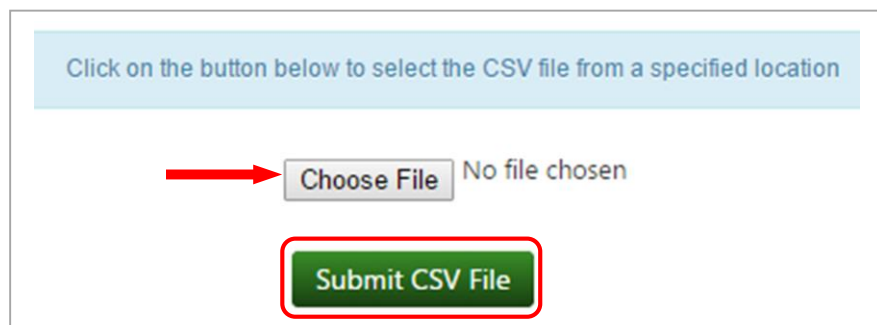 Click on the button below to select the CSV file from a specified location
Choose File No file chosen
Submit CSV File